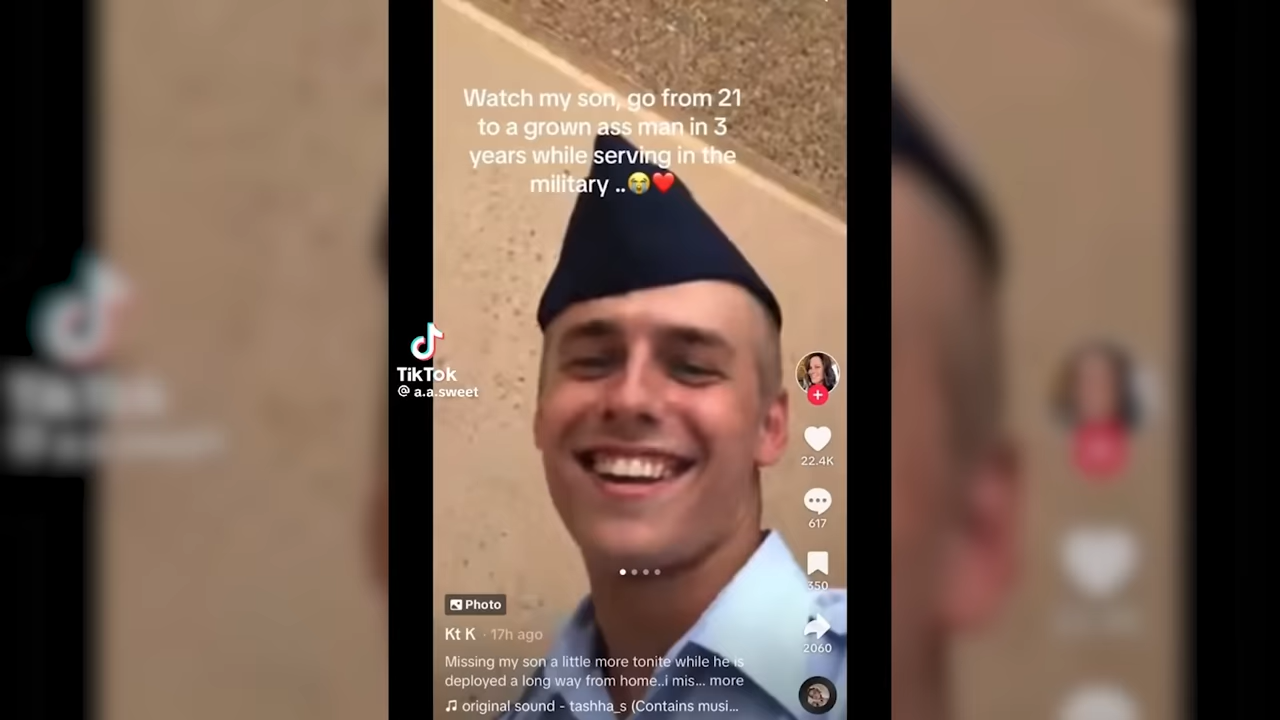 Watch my son, go from 21
to a grown ass man in 3
years while serving in the
military ..😭❤️
TikTok
@ a.a.sweet
22.4K
617
350
2060
Photo
Kt K · 17h ago
Missing my son a little more tonite while he is
deployed a long way from home..i mis... more
original sound - tashha_s (Contains musi...